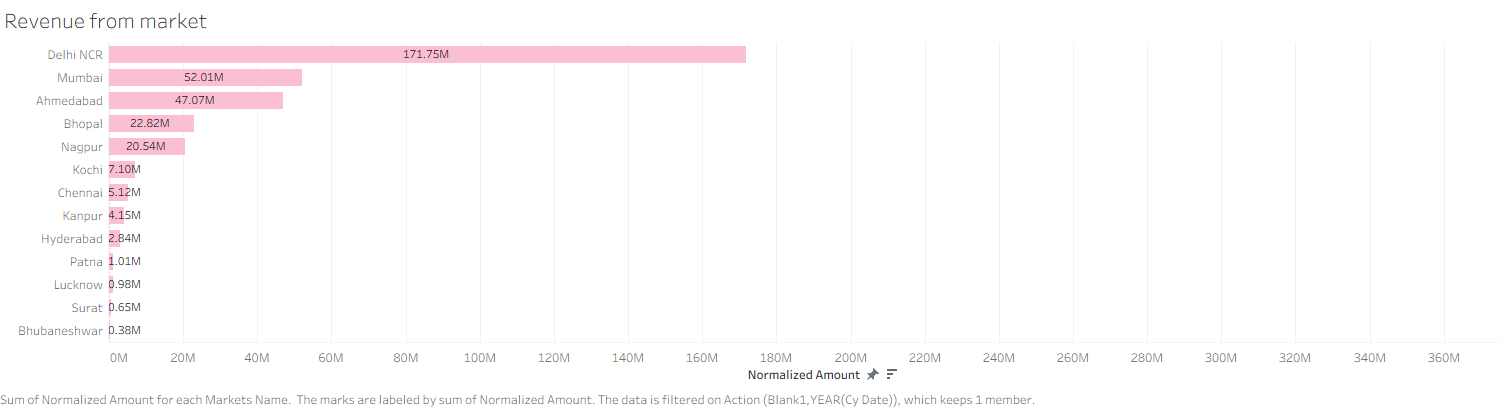 Revenue from market
Delhi NCR 171.75M
Mumbai 52.01M
Ahmedabad 47.07M
Bhopal 22.82M
Nagpur 20.54M
Kochi 7.10M
Chennai 5.12M
Kanpur 4.15M
Hyderabad 2.84M
Patna 1.01M
Lucknow 0.98M
Surat 0.65M
Bhubaneshwar 0.38M
0M 20M 40M 60M 80M 100M 120M 140M 160M 180M 200M 220M 240M 260M 280M 300M 320M 340M 360M
Normalized Amount
Sum of Normalized Amount for each Markets Name.  The marks are labeled by sum of Normalized Amount. The data is filtered on Action (Blank1,YEAR(Cy Date)), which keeps 1 member.